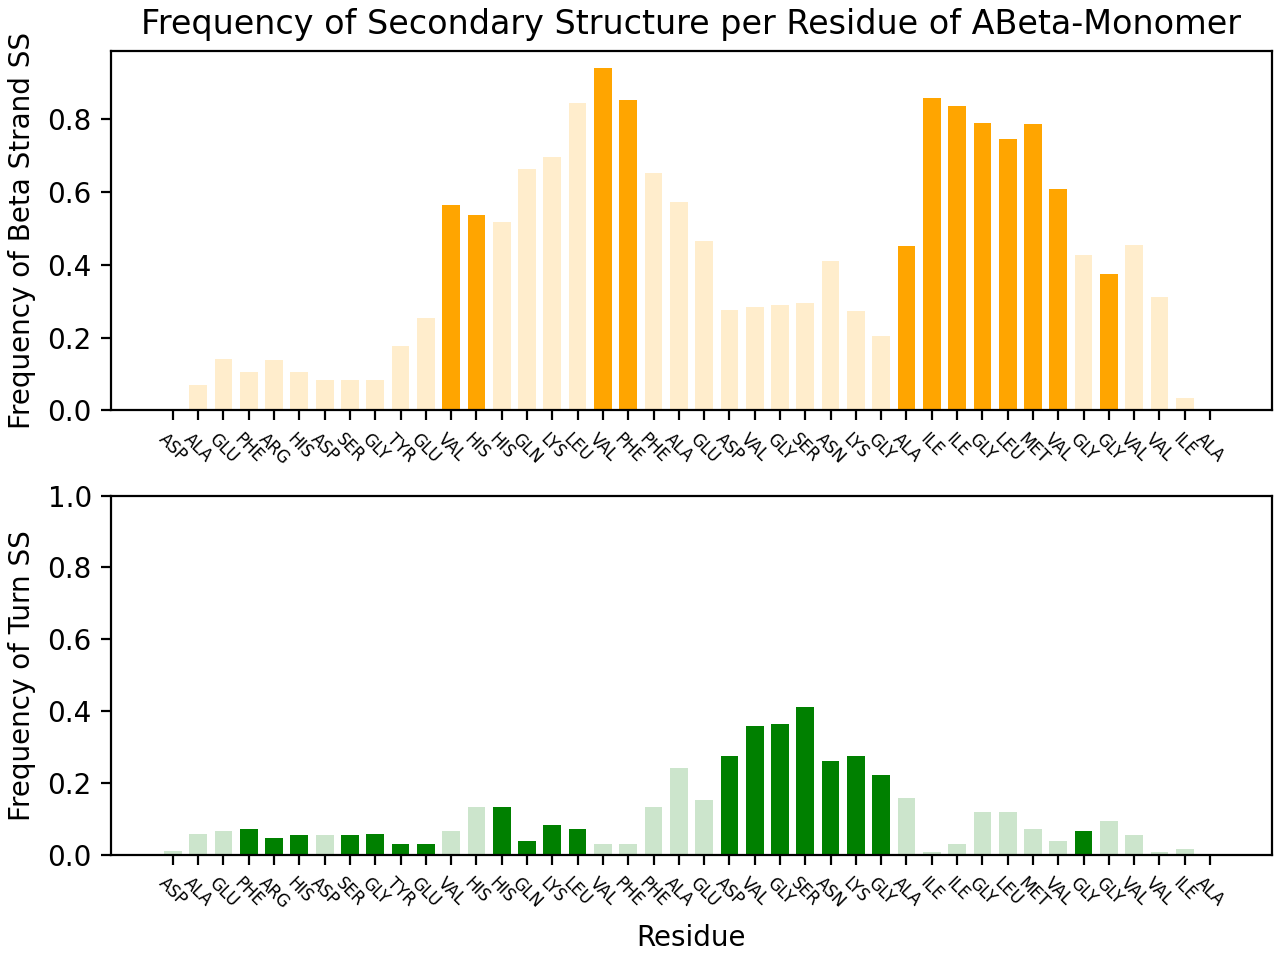 Frequency of Secondary Structure per Residue of ABeta-Monomer
Frequency of Beta Strand SS
0.8
0.6
0.4
0.2
0.0
ASP ALA GLU PHE ARG HIS ASP SER GLY TYR GLU VAL HIS HIS GLN LYS LEU VAL PHE PHE ALA GLU ASP VAL GLY SER ASN LYS GLY ALA ILE ILE GLY LEU MET VAL GLY GLY VAL VAL ILE ALA
Frequency of Turn SS
1.0
0.8
0.6
0.4
0.2
0.0
ASP ALA GLU PHE ARG HIS ASP SER GLY TYR GLU VAL HIS HIS GLN LYS LEU VAL PHE PHE ALA GLU ASP VAL GLY SER ASN LYS GLY ALA ILE ILE GLY LEU MET VAL GLY GLY VAL VAL ILE ALA
Residue